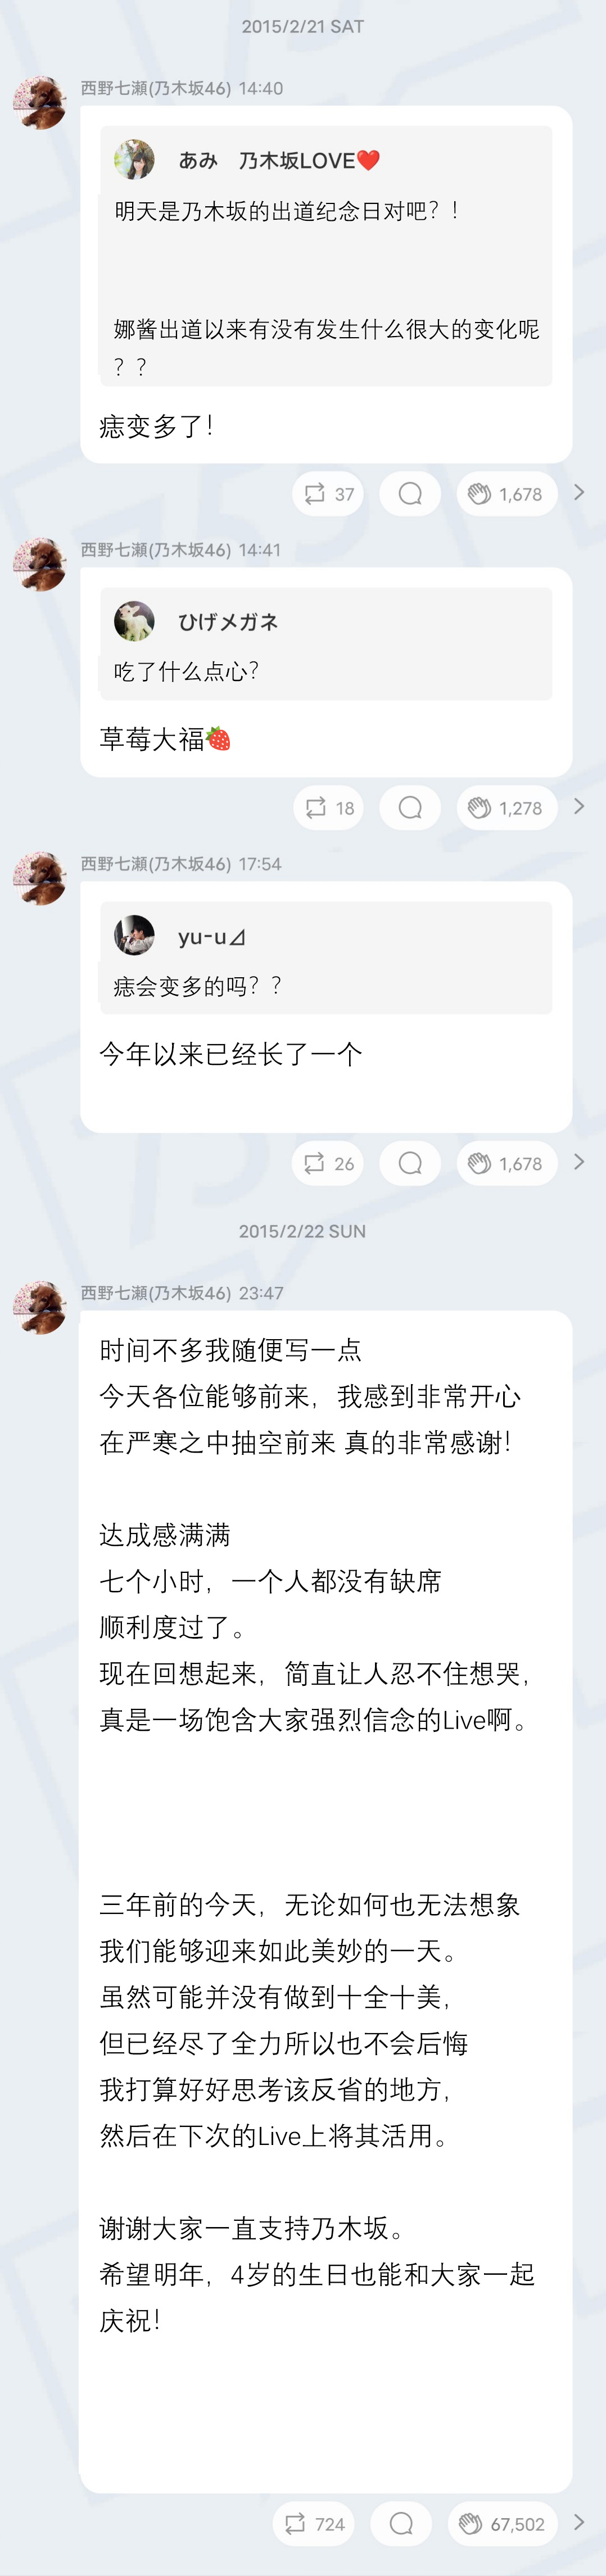 2015/2/21 SAT
西野七瀬(乃木坂46) 14:40
あみ　乃木坂LOVE❤️
明天是乃木坂的出道纪念日对吧？！
娜酱出道以来有没有发生什么很大的变化呢
？？
痣变多了!
37
1,678
西野七瀬(乃木坂46) 14:41
ひげメガネ
吃了什么点心?
草莓大福🍓
18
1,278
西野七瀬(乃木坂46) 17:54
yu-u⊿
痣会变多的吗？？
今年以来已经长了一个
26
1,678
2015/2/22 SUN
西野七瀬(乃木坂46) 23:47
时间不多我随便写一点
今天各位能够前来，我感到非常开心
在严寒之中抽空前来 真的非常感谢!
达成感满满
七个小时，一个人都没有缺席
顺利度过了。
现在回想起来，简直让人忍不住想哭，
真是一场饱含大家强烈信念的Live啊。
三年前的今天，无论如何也无法想象
我们能够迎来如此美妙的一天。
虽然可能并没有做到十全十美，
但已经尽了全力所以也不会后悔
我打算好好思考该反省的地方，
然后在下次的Live上将其活用。
谢谢大家一直支持乃木坂。
希望明年，4岁的生日也能和大家一起
庆祝!
724
67,502